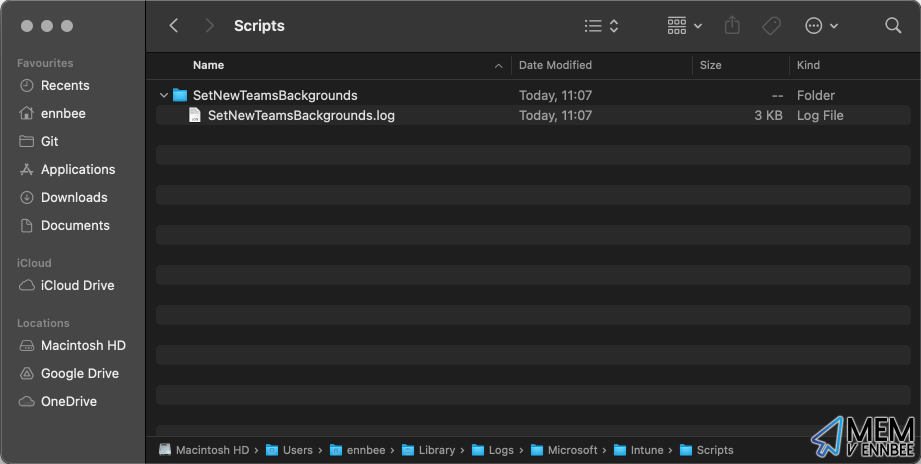 Scripts
Favourites
Recents
ennbee
Git
Applications
Downloads
Documents
iCloud
iCloud Drive
Locations
Macintosh HD
Google Drive
OneDrive
Name Date Modified Size Kind
SetNewTeamsBackgrounds Today, 11:07 -- Folder
SetNewTeamsBackgrounds.log Today, 11:07 3 KB Log File
Macintosh HD › Users › ennbee › Library › Logs › Microsoft › Intune › Scripts
MEM
V ENNBEE